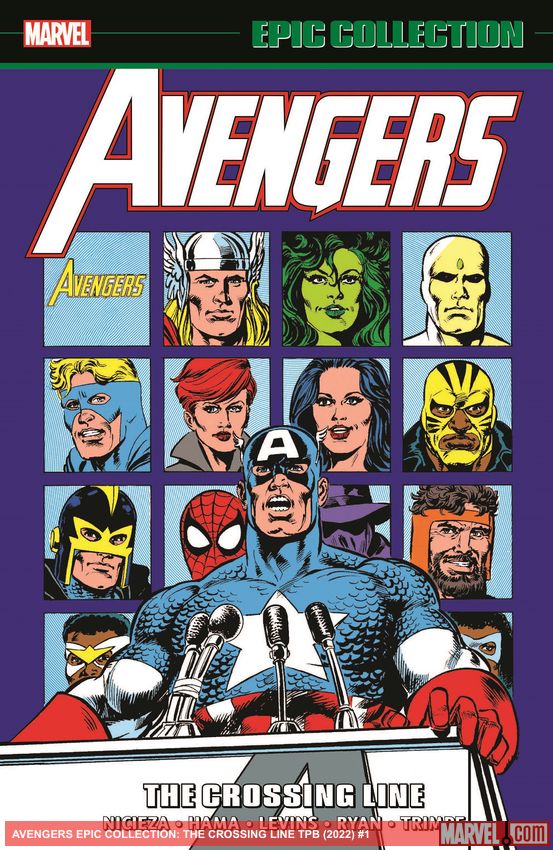 MARVEL
EPIC COLLECTION
AVENGERS
AVENGERS
A
THE CROSSING LINE
NICIEZA • HAMA • LEVINS • RYAN • TRIMPE
AVENGERS EPIC COLLECTION: THE CROSSING LINE TPB (2022) #1
MARVEL.com